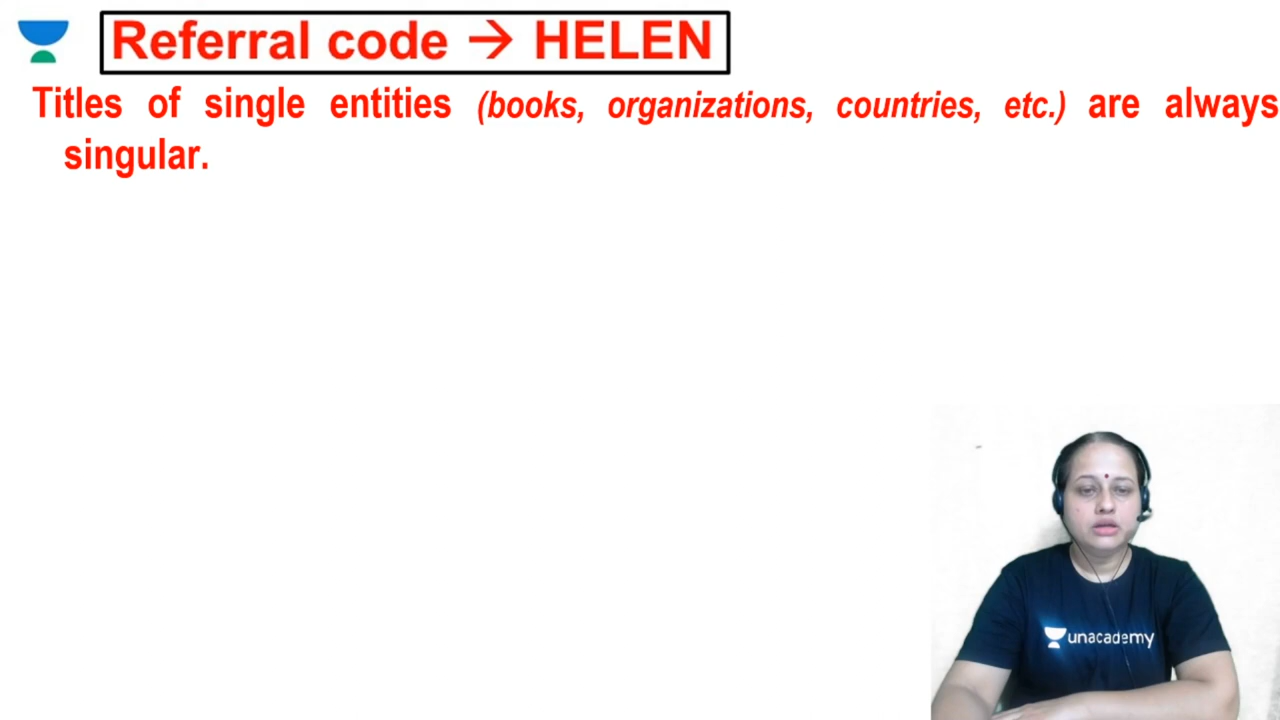 Referral code → HELEN
Titles of single entities (books, organizations, countries, etc.) are always
singular.
unacademy